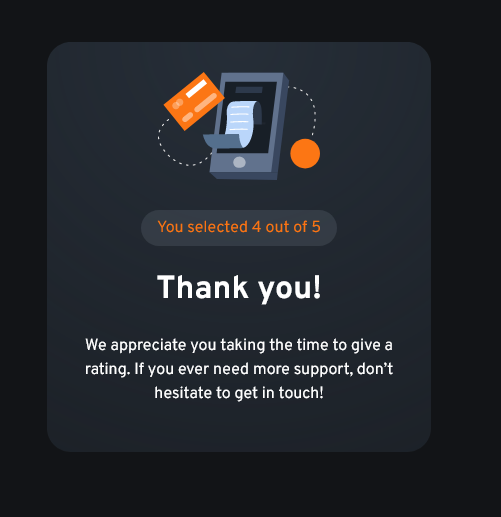 You selected 4 out of 5
Thank you!
We appreciate you taking the time to give a
rating. If you ever need more support, don’t
hesitate to get in touch!